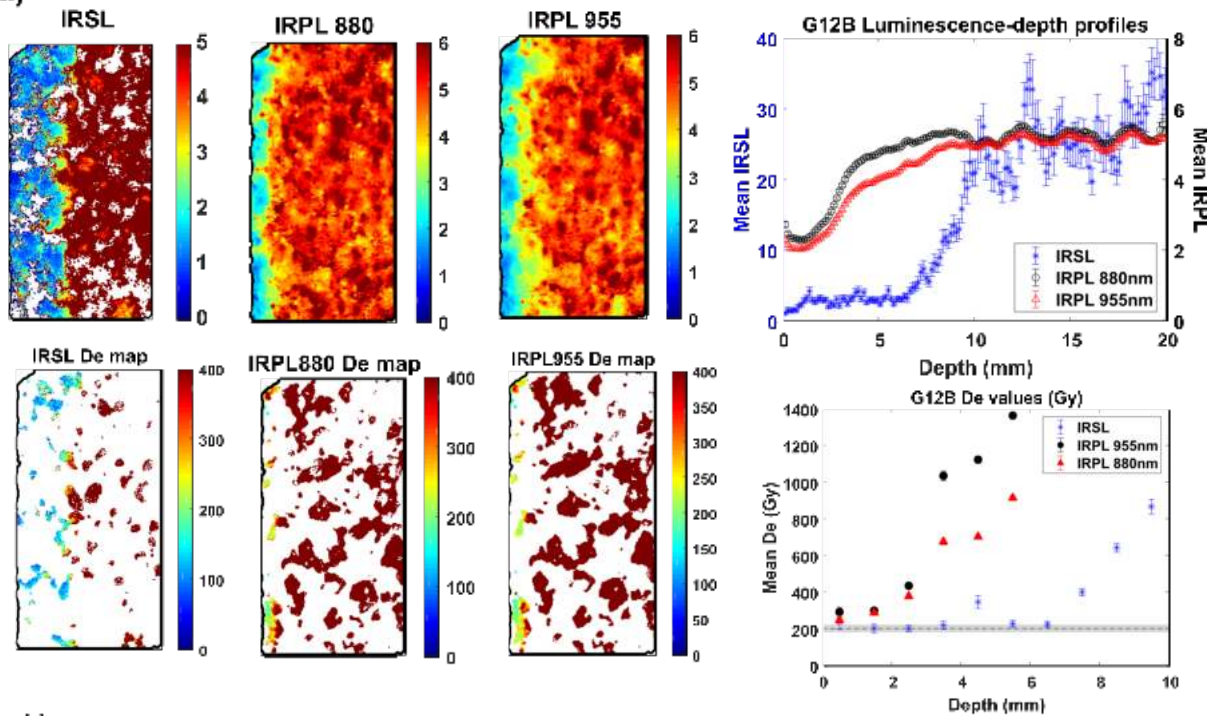 IRSL
IRPL 880
IRPL 955
G12B Luminescence-depth profiles
5
4
3
2
1
0
6
5
4
3
2
1
0
6
5
4
3
2
1
0
Mean IRSL
40
30
20
10
0
8
6
4
2
0
Mean IRPL
IRSL
IRPL 880nm
IRPL 955nm
0 5 10 15 20
Depth (mm)
IRSL De map
IRPL880 De map
IRPL955 De map
400
300
200
100
0
400
300
200
100
0
400
350
300
250
200
150
100
50
0
G12B De values (Gy)
Mean De (Gy)
1400
1200
1000
800
600
400
200
0
IRSL
IRPL 955nm
IRPL 880nm
0 2 4 6 8 10
Depth (mm)